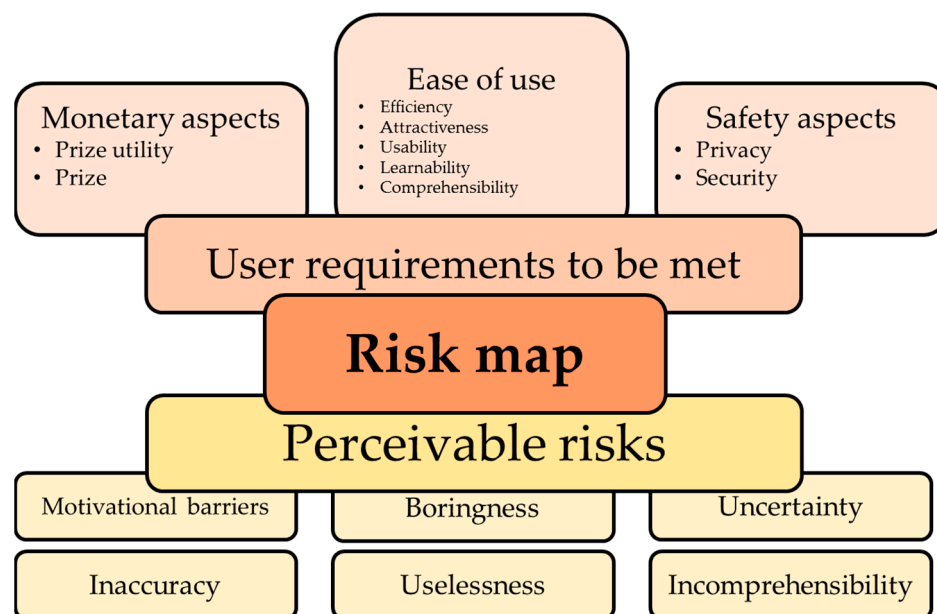 Monetary aspects
• Prize utility
• Prize
Ease of use
• Efficiency
• Attractiveness
• Usability
• Learnability
• Comprehensibility
Safety aspects
• Privacy
• Security
User requirements to be met
Risk map
Perceivable risks
Motivational barriers
Boringness
Uncertainty
Inaccuracy
Uselessness
Incomprehensibility